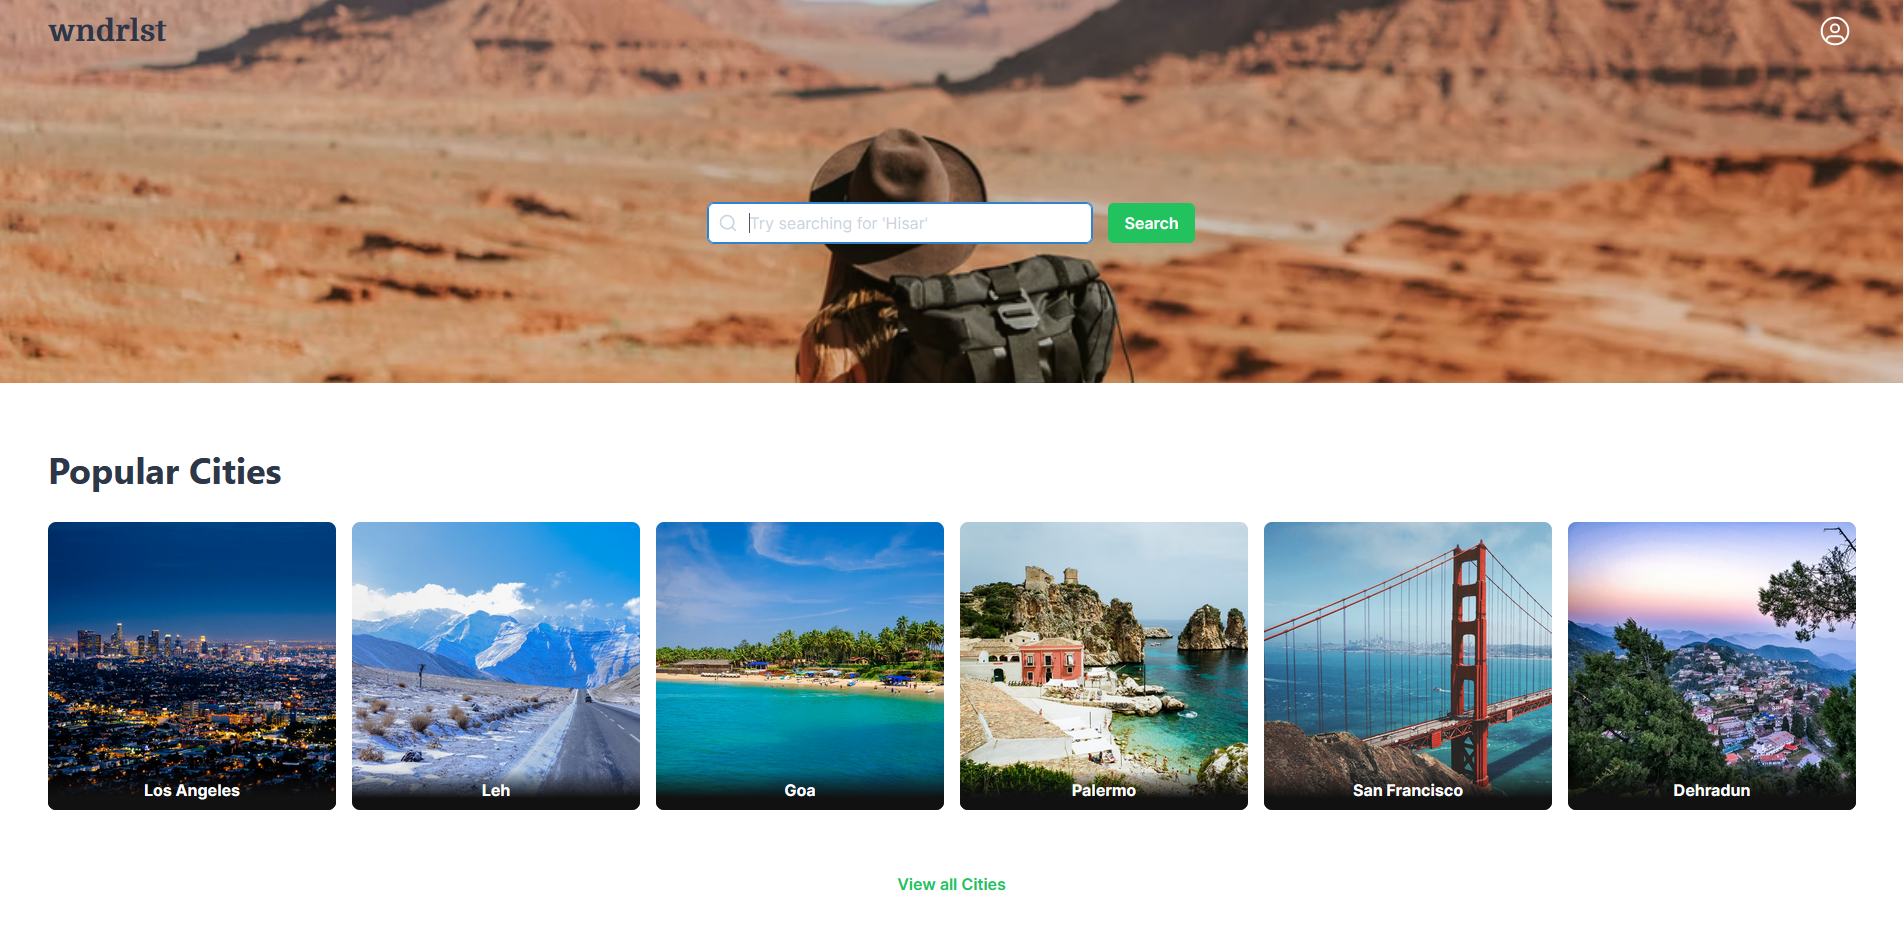 wndrlst
Try searching for 'Hisar'
Search
Popular Cities
Los Angeles
Leh
Goa
Palermo
San Francisco
Dehradun
View all Cities